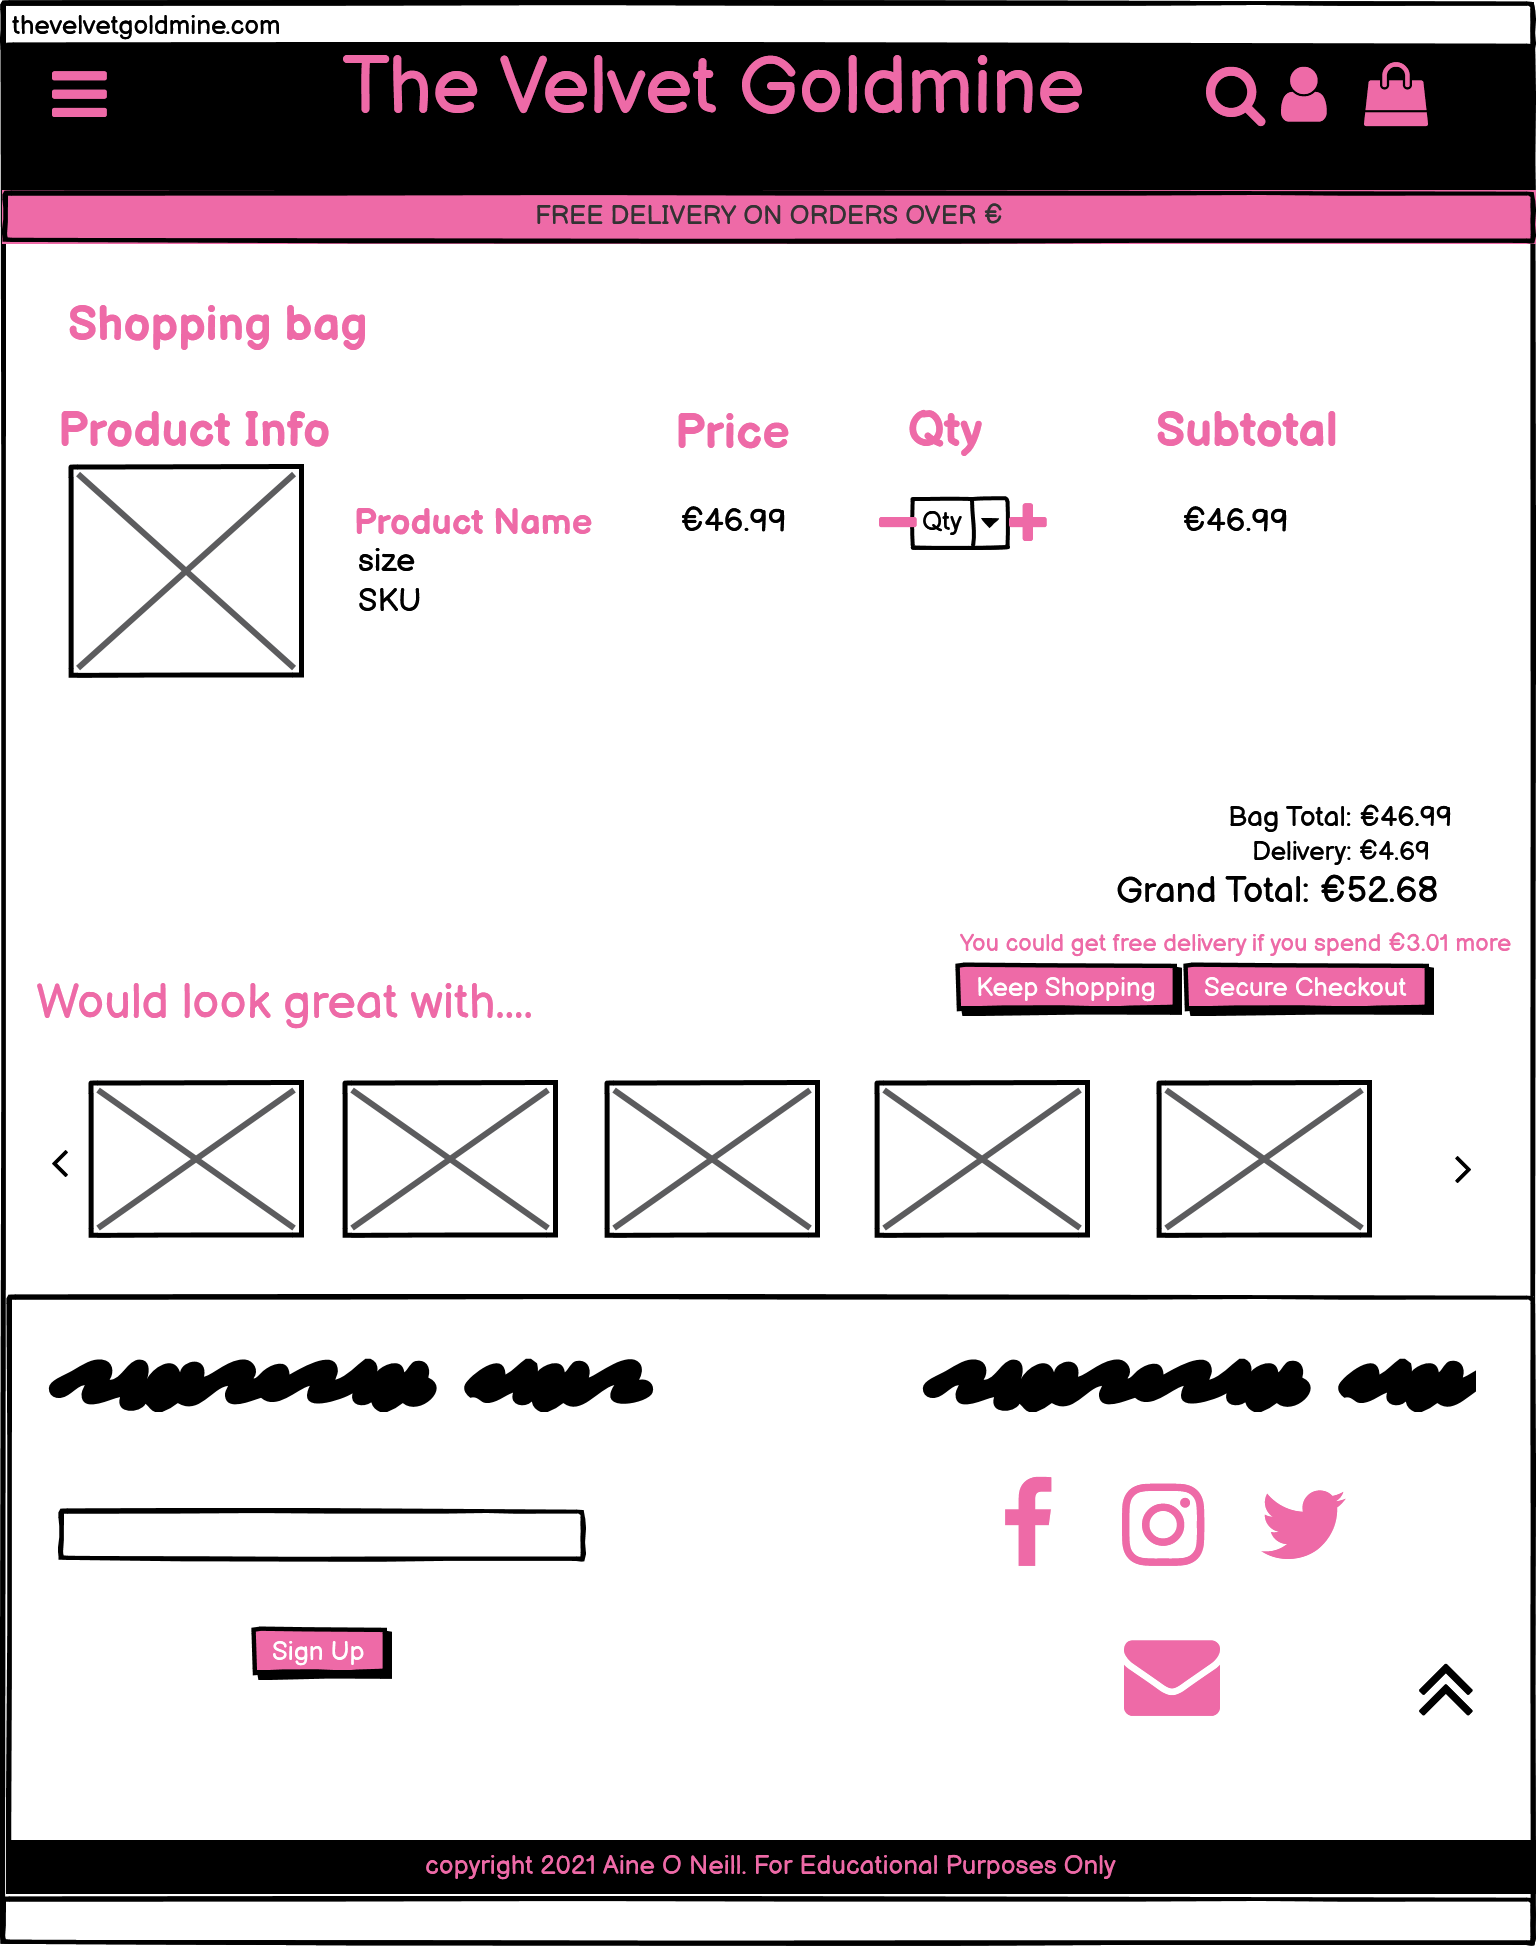 thevelvetgoldmine.com
The Velvet Goldmine
FREE DELIVERY ON ORDERS OVER €
Shopping bag
Product Info Price Qty Subtotal
Product Name €46.99 Qty €46.99
size
SKU
Bag Total: €46.99
Delivery: €4.69
Grand Total: €52.68
You could get free delivery if you spend €3.01 more
Keep Shopping Secure Checkout
Would look great with....
Sign Up
copyright 2021 Aine O Neill. For Educational Purposes Only